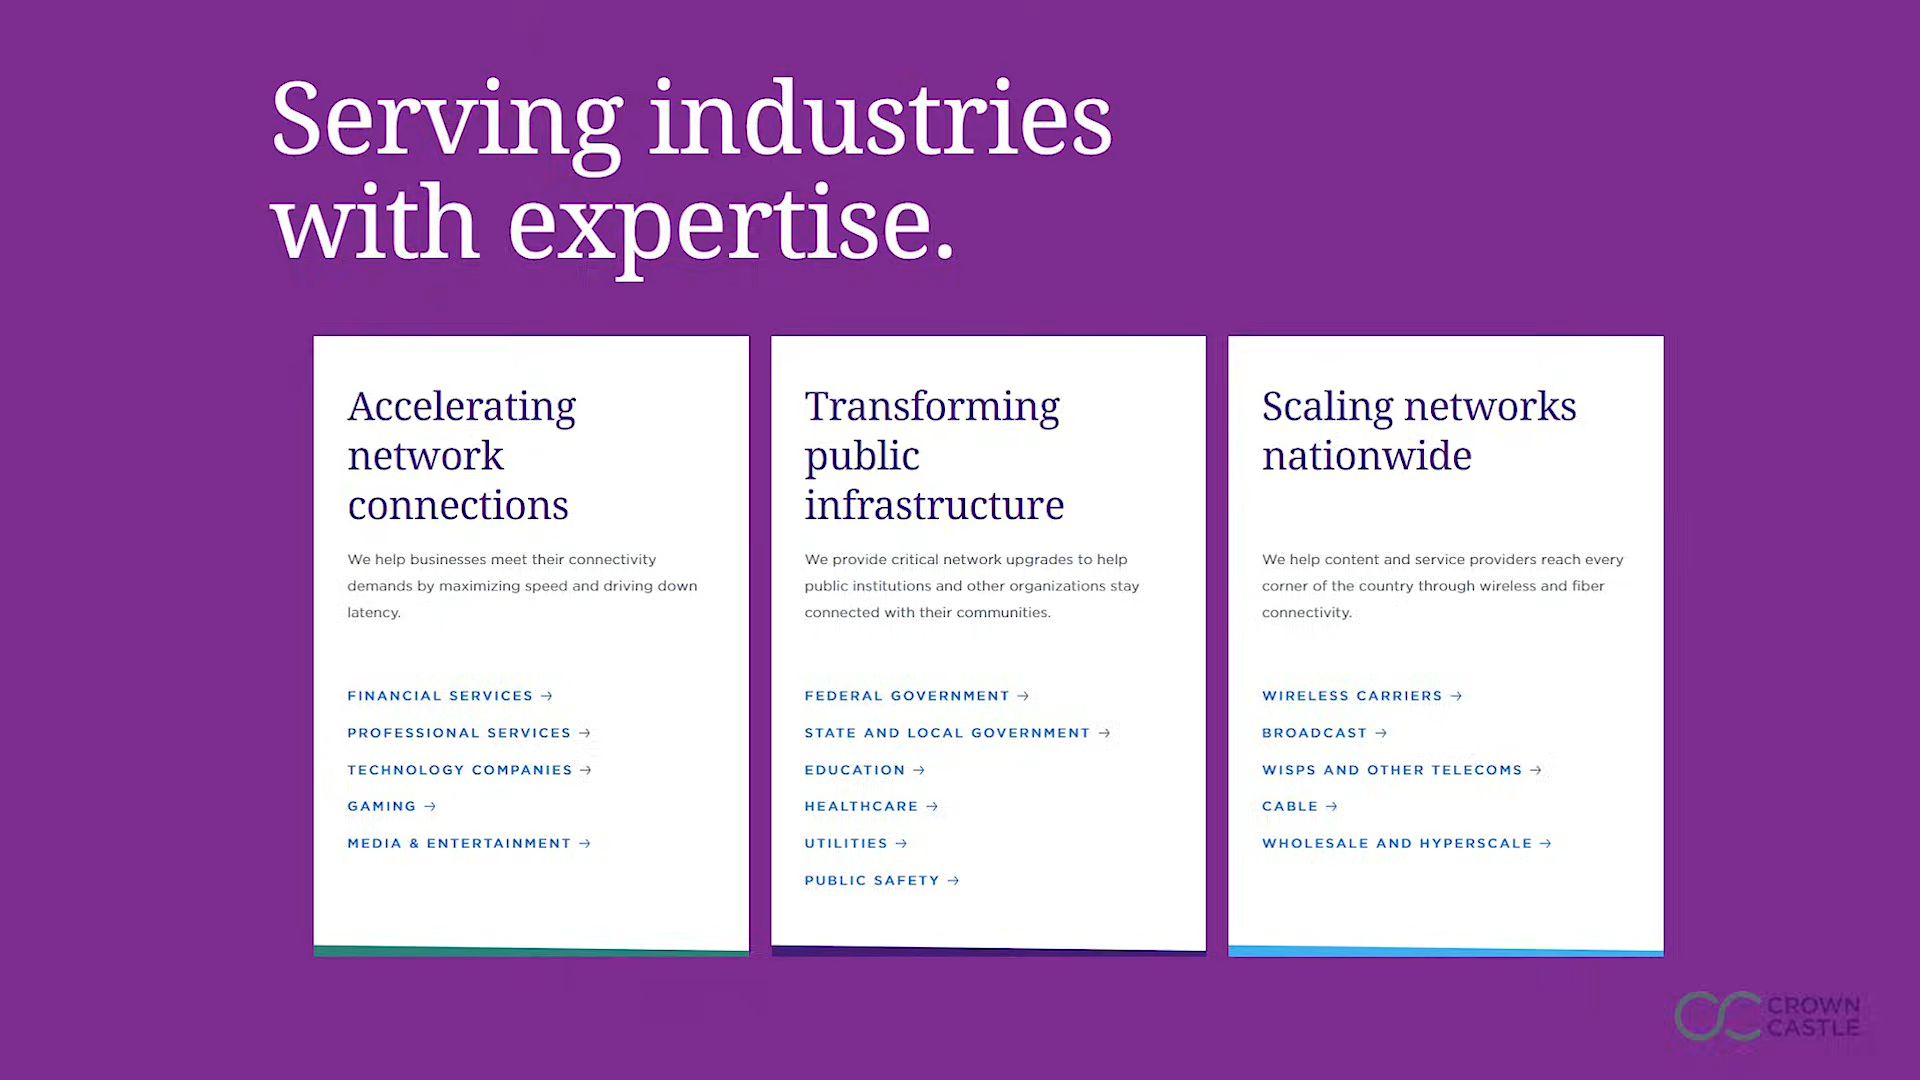 Serving industries
with expertise.
Accelerating
network
connections
We help businesses meet their connectivity
demands by maximizing speed and driving down
latency.
FINANCIAL SERVICES →
PROFESSIONAL SERVICES →
TECHNOLOGY COMPANIES →
GAMING →
MEDIA & ENTERTAINMENT →
Transforming
public
infrastructure
We provide critical network upgrades to help
public institutions and other organizations stay
connected with their communities.
FEDERAL GOVERNMENT →
STATE AND LOCAL GOVERNMENT →
EDUCATION →
HEALTHCARE →
UTILITIES →
PUBLIC SAFETY →
Scaling networks
nationwide
We help content and service providers reach every
corner of the country through wireless and fiber
connectivity.
WIRELESS CARRIERS →
BROADCAST →
WISPS AND OTHER TELECOMS →
CABLE →
WHOLESALE AND HYPERSCALE →
CROWN
CASTLE